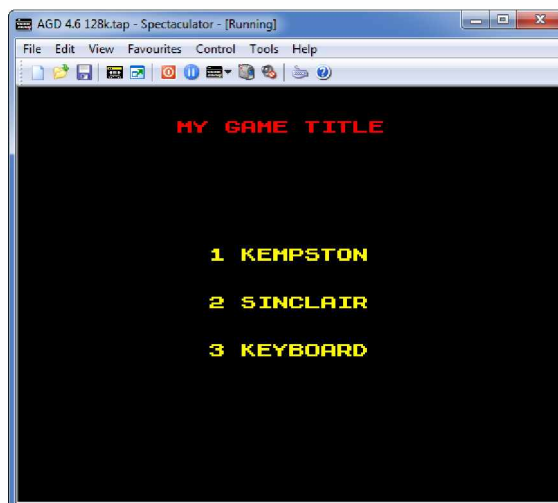 AGD 4.6 128k.tap - Spectaculator - [Running]
File Edit View Favourites Control Tools Help
MY GAME TITLE
1 KEMPSTON
2 SINCLAIR
3 KEYBOARD